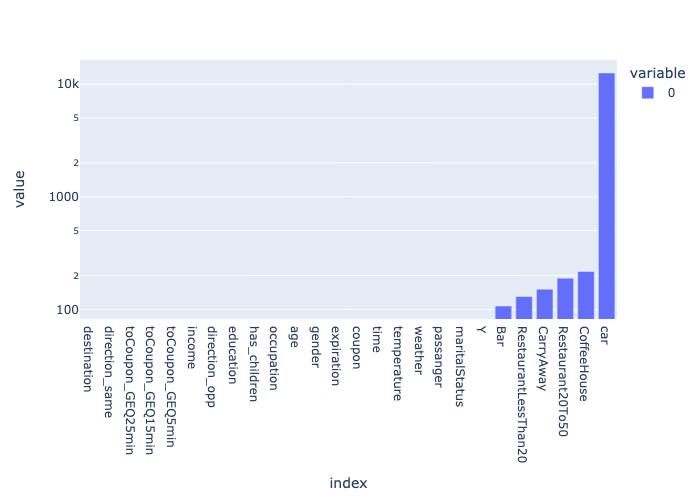 variable
0
10k
5
2
1000
5
2
100
value
destination
direction_same
toCoupon_GEQ25min
toCoupon_GEQ15min
toCoupon_GEQ5min
income
direction_opp
education
has_children
occupation
age
gender
expiration
coupon
time
temperature
weather
passanger
maritalStatus
Y
Bar
RestaurantLessThan20
CarryAway
Restaurant20To50
CoffeeHouse
car
index